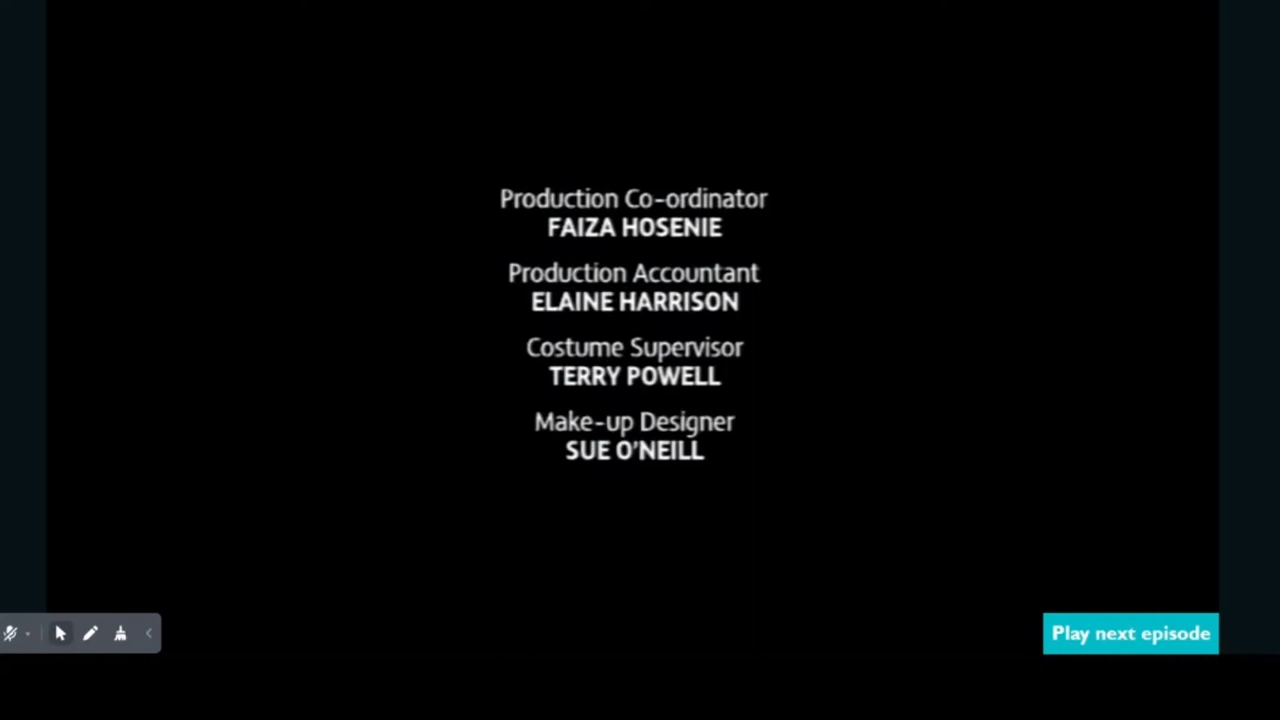 Production Co-ordinator
FAIZA HOSENIE
Production Accountant
ELAINE HARRISON
Costume Supervisor
TERRY POWELL
Make-up Designer
SUE O'NEILL
Play next episode